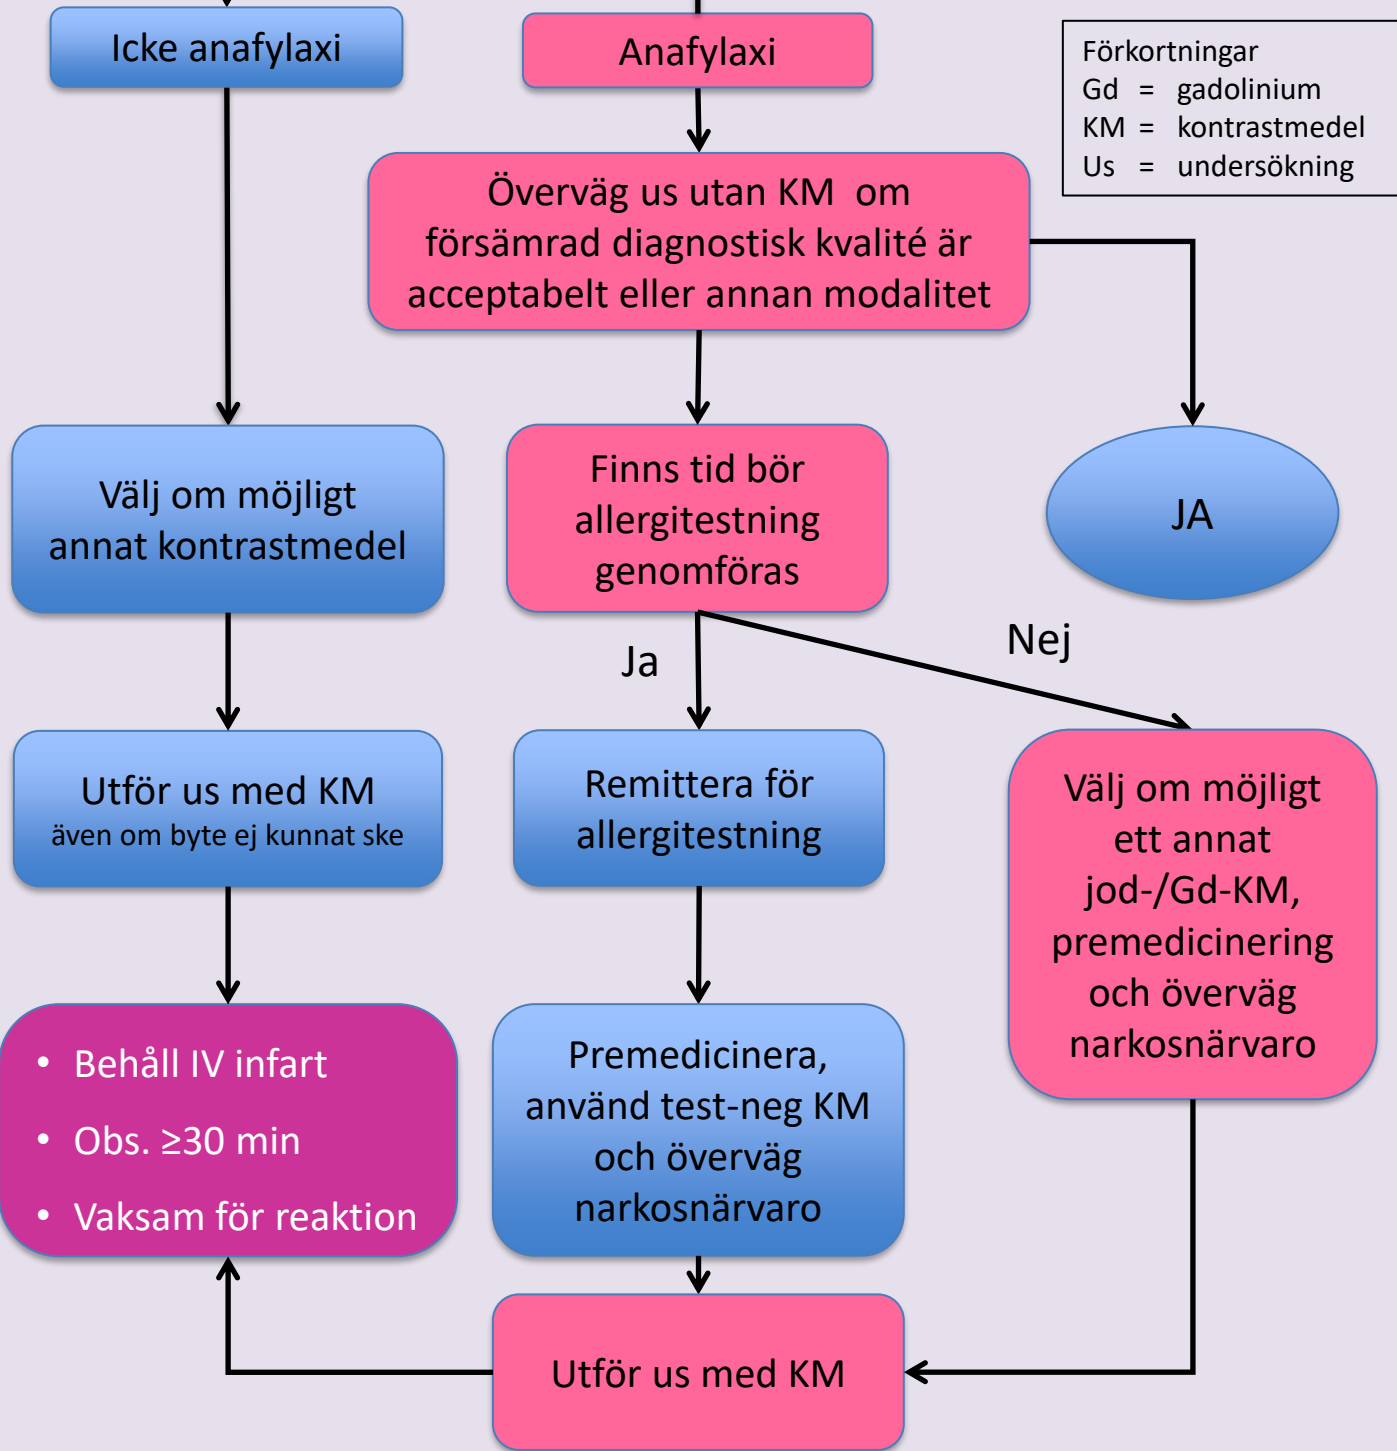 Icke anafylaxi
Anafylaxi
Förkortningar
Gd = gadolinium
KM = kontrastmedel
Us = undersökning
Överväg us utan KM om
försämrad diagnostisk kvalité är
acceptabelt eller annan modalitet
Välj om möjligt
annat kontrastmedel
Finns tid bör
allergitestning
genomföras
JA
Ja
Nej
Utför us med KM
även om byte ej kunnat ske
Remittera för
allergitestning
Välj om möjligt
ett annat
jod-/Gd-KM,
premedicinering
och överväg
narkosnärvaro
• Behåll IV infart
• Obs. ≥30 min
• Vaksam för reaktion
Premedicinera,
använd test-neg KM
och överväg
narkosnärvaro
Utför us med KM